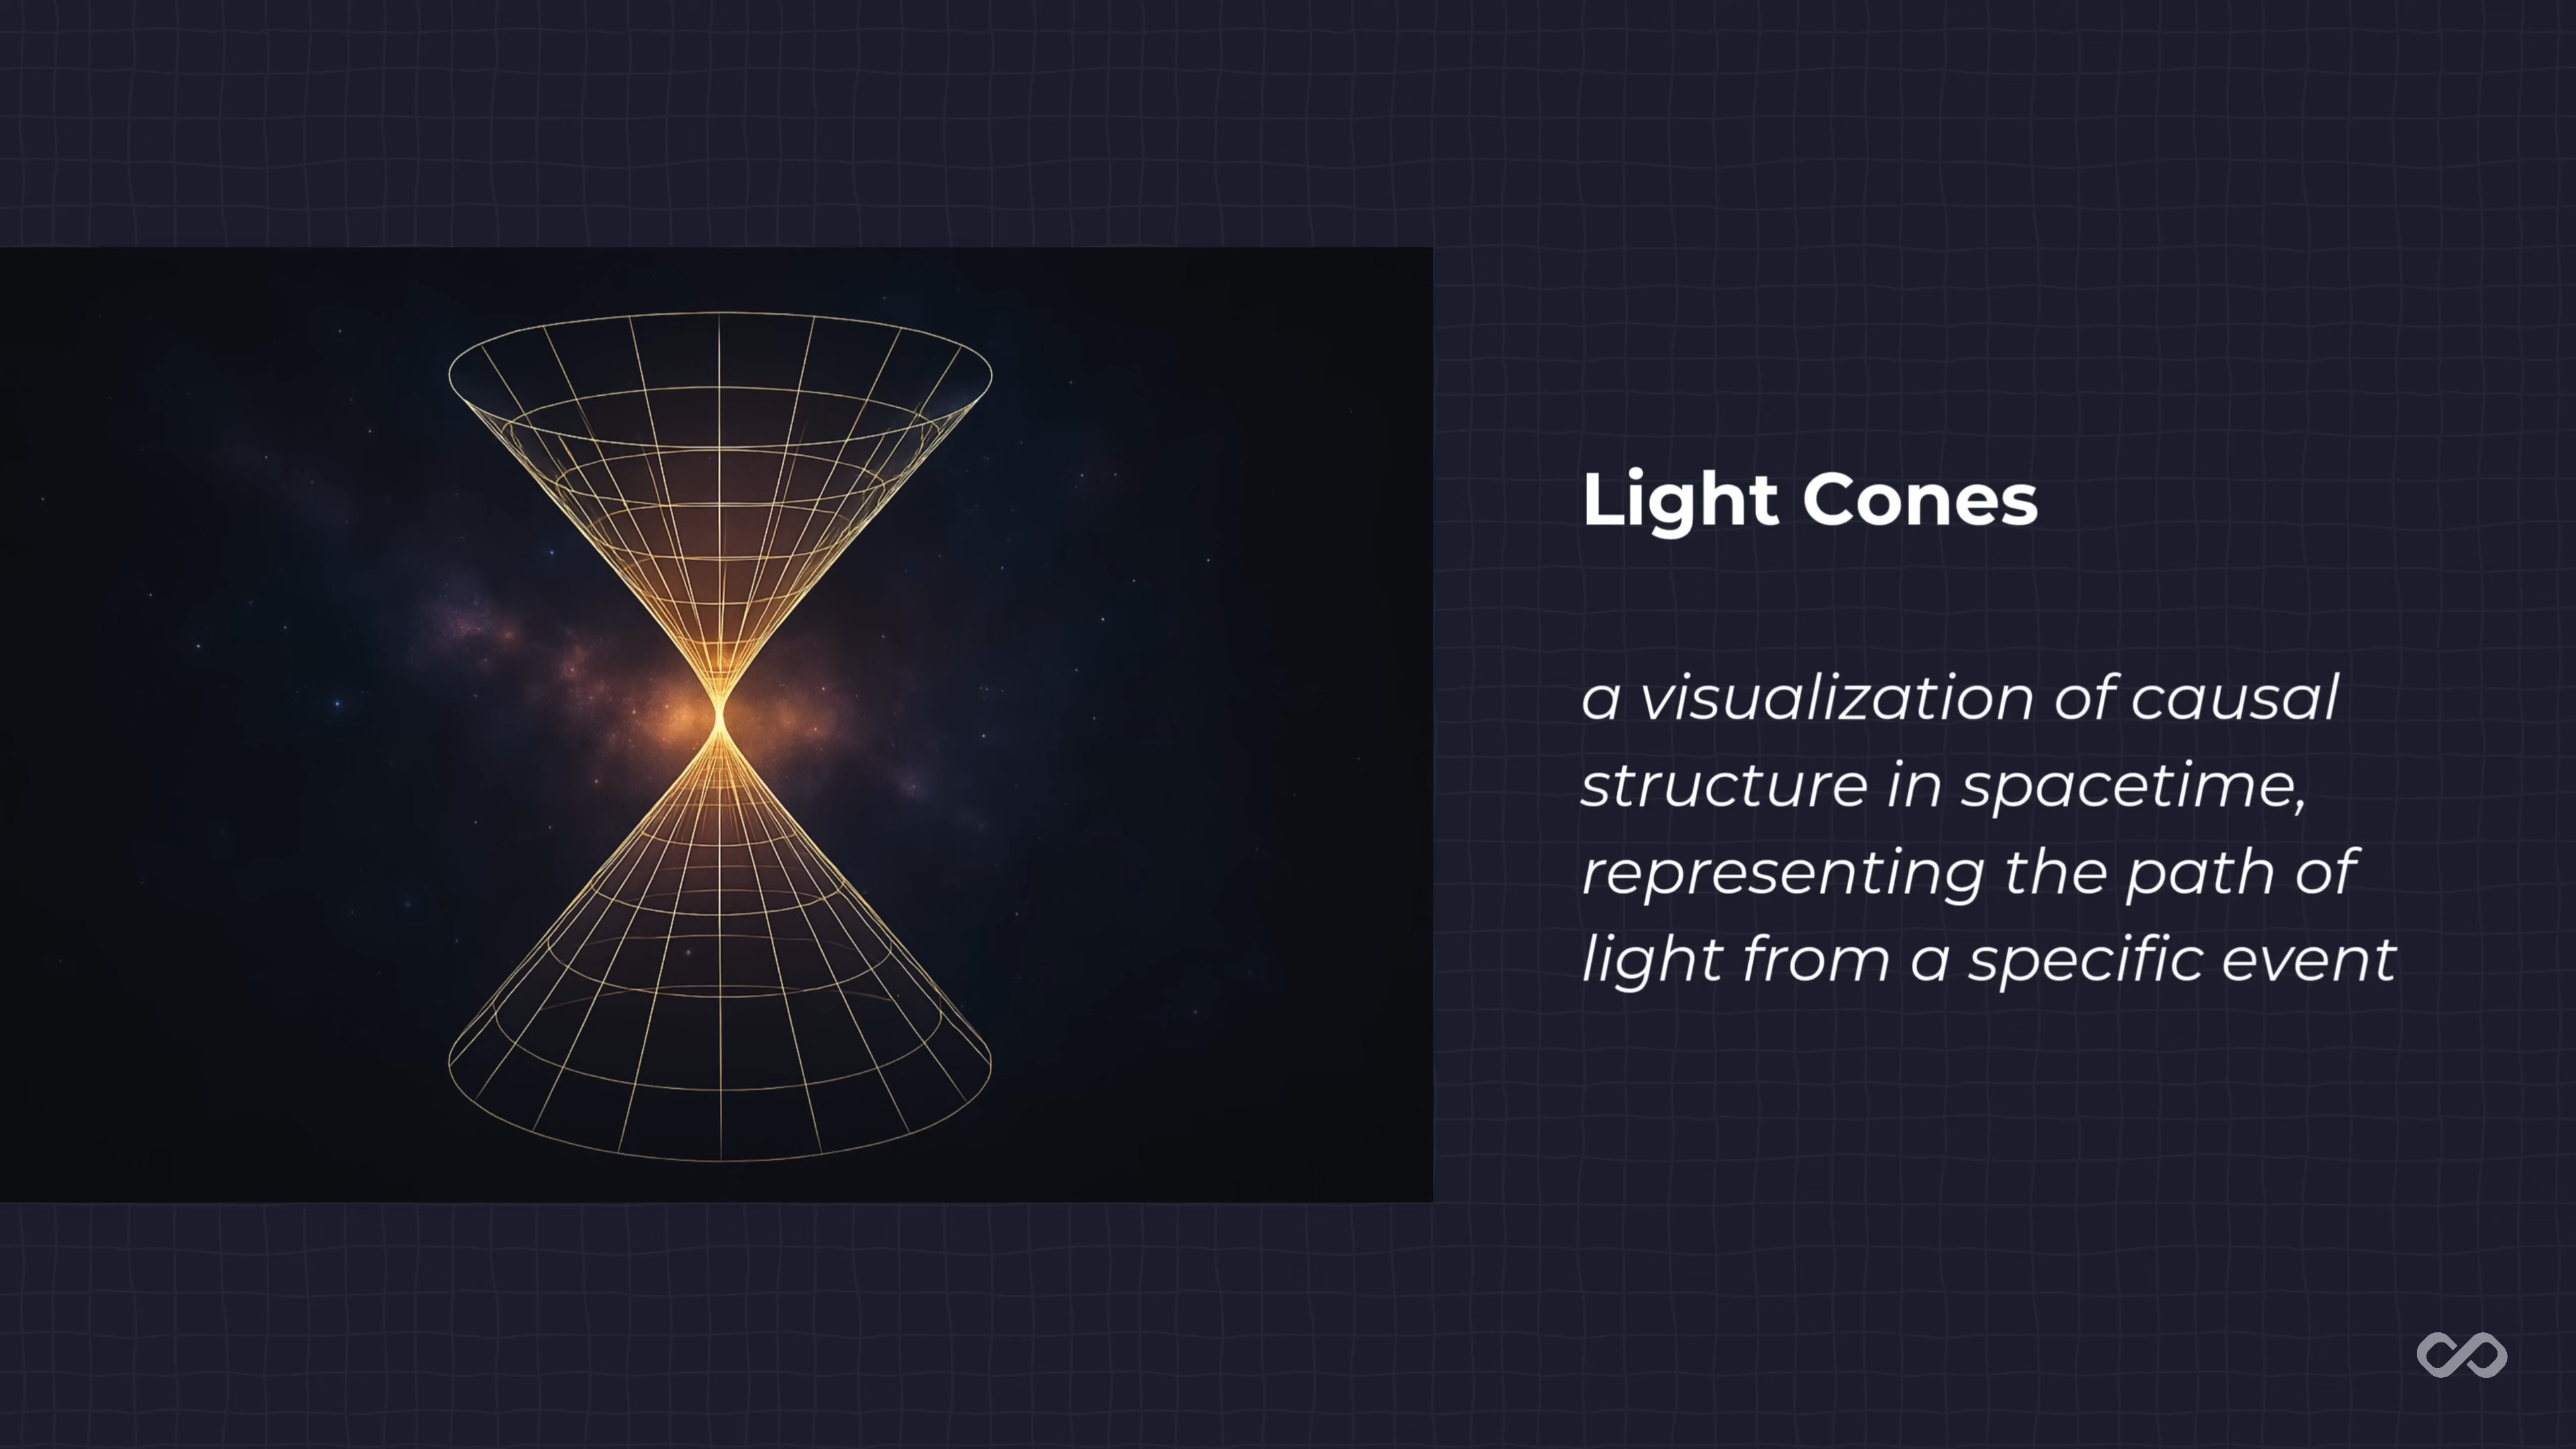 Light Cones
a visualization of causal
structure in spacetime,
representing the path of
light from a specific event